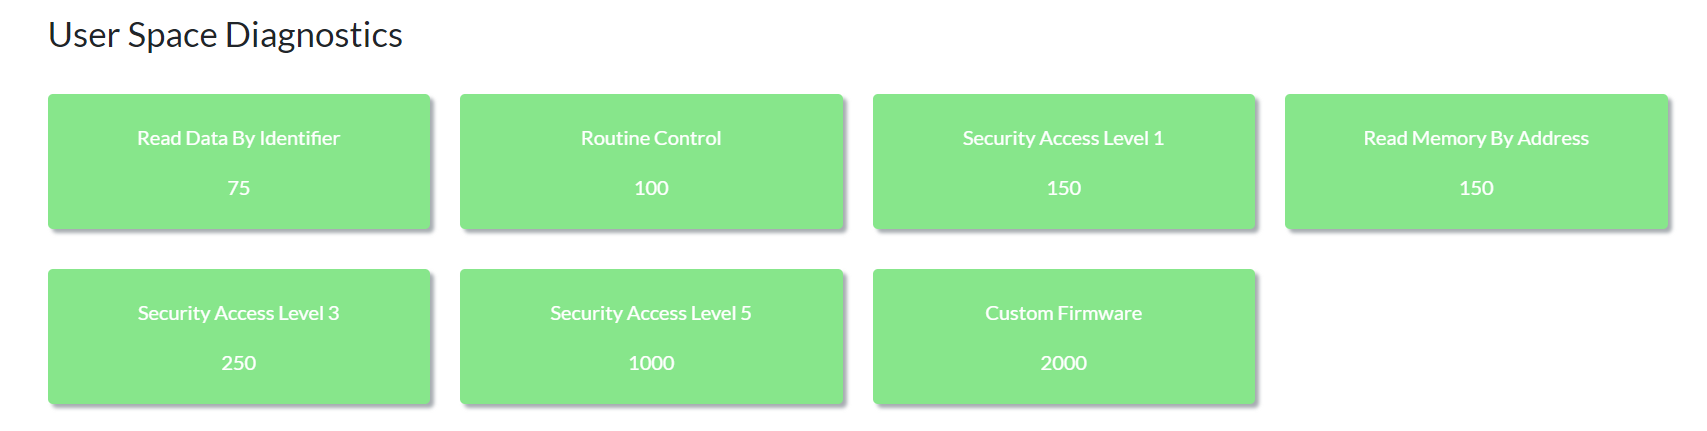 User Space Diagnostics
Read Data By Identifier
75
Routine Control
100
Security Access Level 1
150
Read Memory By Address
150
Security Access Level 3
250
Security Access Level 5
1000
Custom Firmware
2000